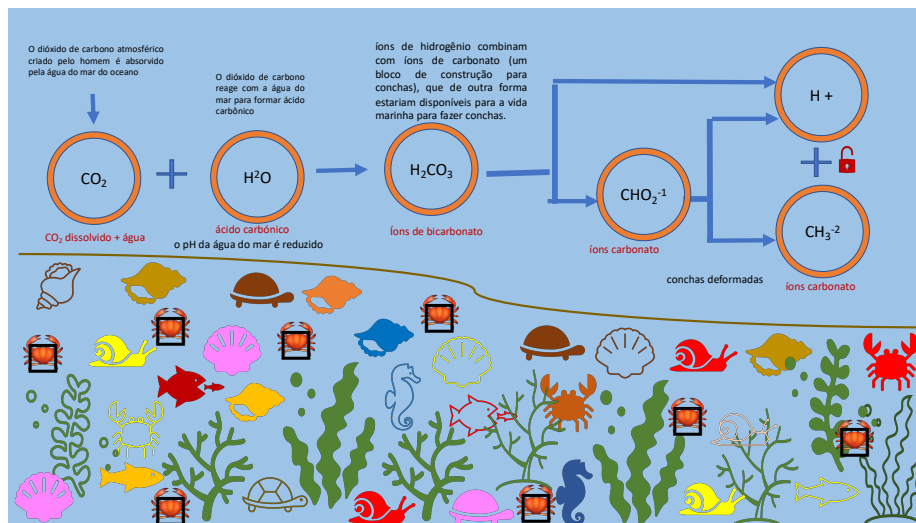 O dióxido de carbono atmosférico
criado pelo homem é absorvido
pela água do mar do oceano
O dióxido de carbono
reage com a água do
mar para formar ácido
carbônico
íons de hidrogênio combinam
com íons de carbonato (um
bloco de construção para
conchas), que de outra forma
estariam disponíveis para a vida
marinha para fazer conchas.
CO₂
H²O
H₂CO₃
CHO₂⁻¹
H +
CH₃⁻²
CO₂ dissolvido + água
ácido carbónico
o pH da água do mar é reduzido
Íons de bicarbonato
íons carbonato
conchas deformadas
íons carbonato